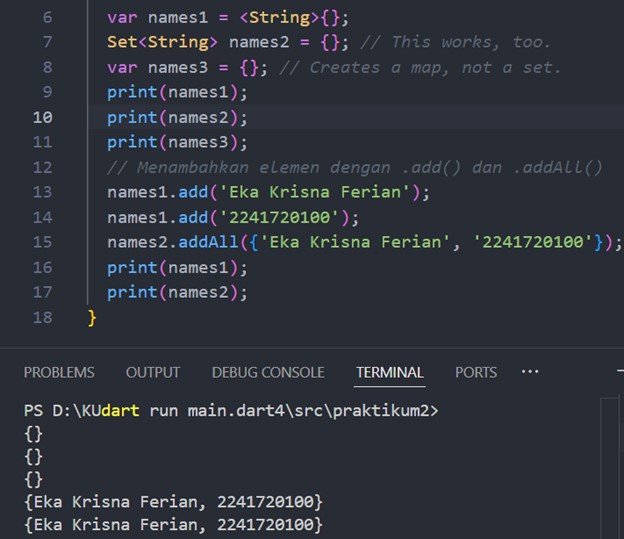 6 var names1 = <String>{};
7 Set<String> names2 = {}; // This works, too.
8 var names3 = {}; // Creates a map, not a set.
9 print(names1);
10 print(names2);
11 print(names3);
12 // Menambahkan elemen dengan .add() dan .addAll()
13 names1.add('Eka Krisna Ferian');
14 names1.add('2241720100');
15 names2.addAll({'Eka Krisna Ferian', '2241720100'});
16 print(names1);
17 print(names2);
18 }
PROBLEMS OUTPUT DEBUG CONSOLE TERMINAL PORTS ...
PS D:\KUdart run main.dart4\src\praktikum2>
{}
{}
{}
{Eka Krisna Ferian, 2241720100}
{Eka Krisna Ferian, 2241720100}